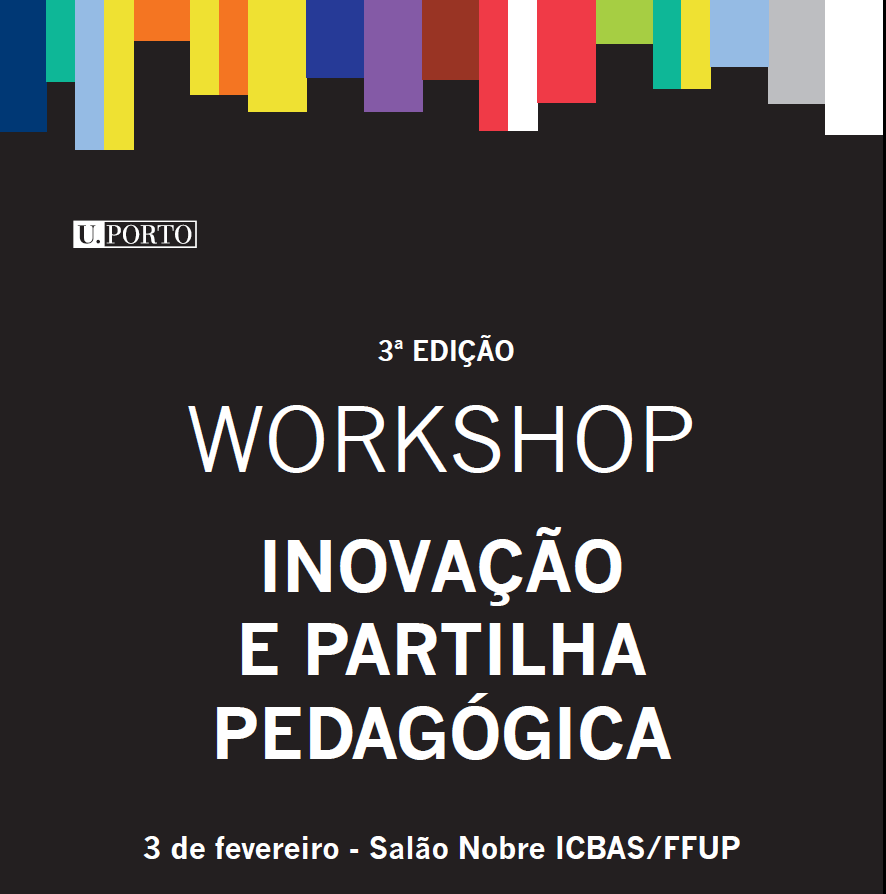 U.PORTO
3ª EDIÇÃO
WORKSHOP
INOVAÇÃO
E PARTILHA
PEDAGÓGICA
3 de fevereiro - Salão Nobre ICBAS/FFUP